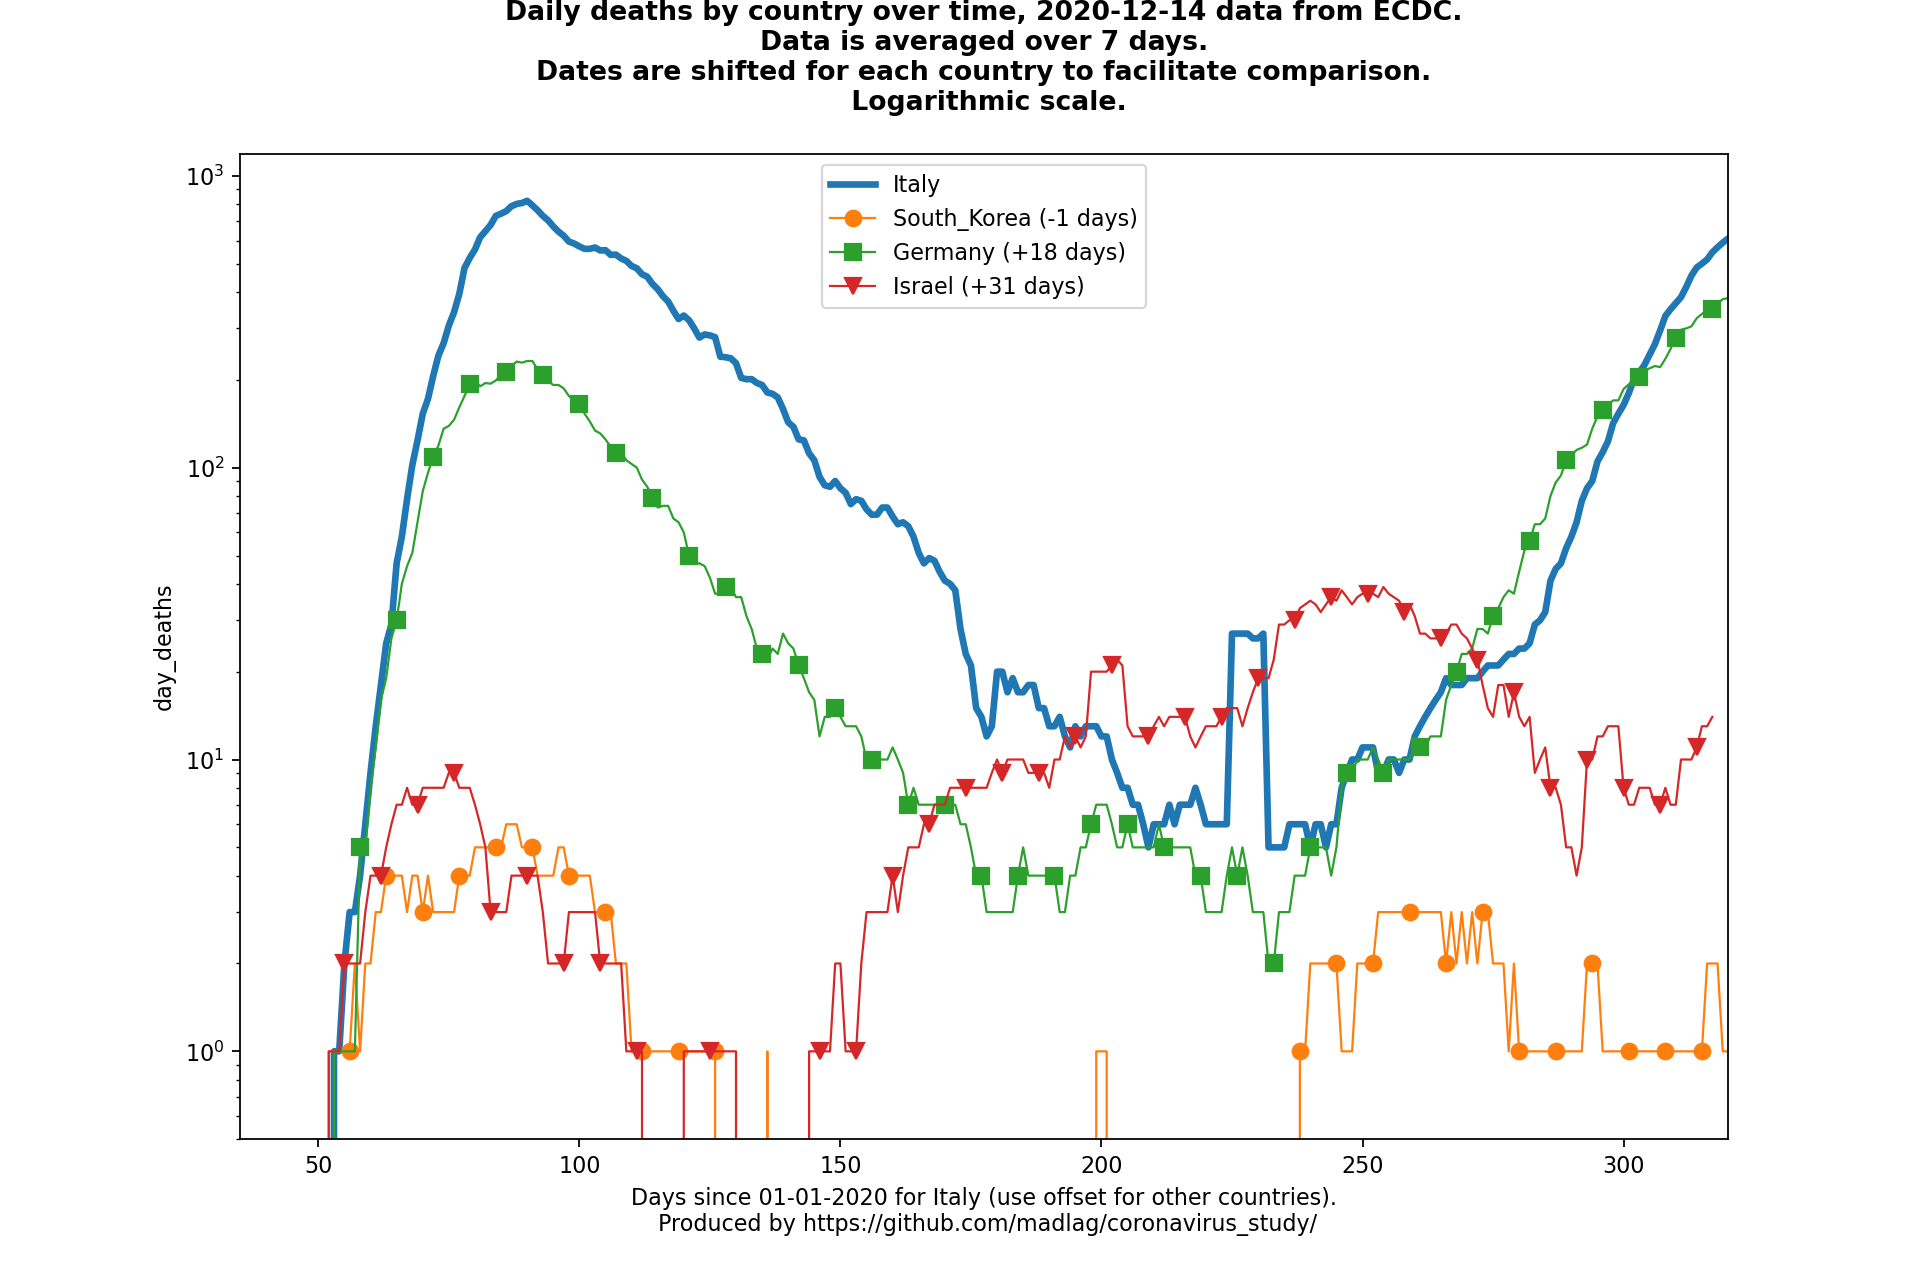 Daily deaths by country over time, 2020-12-14 data from ECDC.
Data is averaged over 7 days.
Dates are shifted for each country to facilitate comparison.
Logarithmic scale.
10³
Italy
South_Korea (-1 days)
Germany (+18 days)
Israel (+31 days)
10²
day_deaths
10¹
10⁰
50 100 150 200 250 300
Days since 01-01-2020 for Italy (use offset for other countries).
Produced by https://github.com/madlag/coronavirus_study/